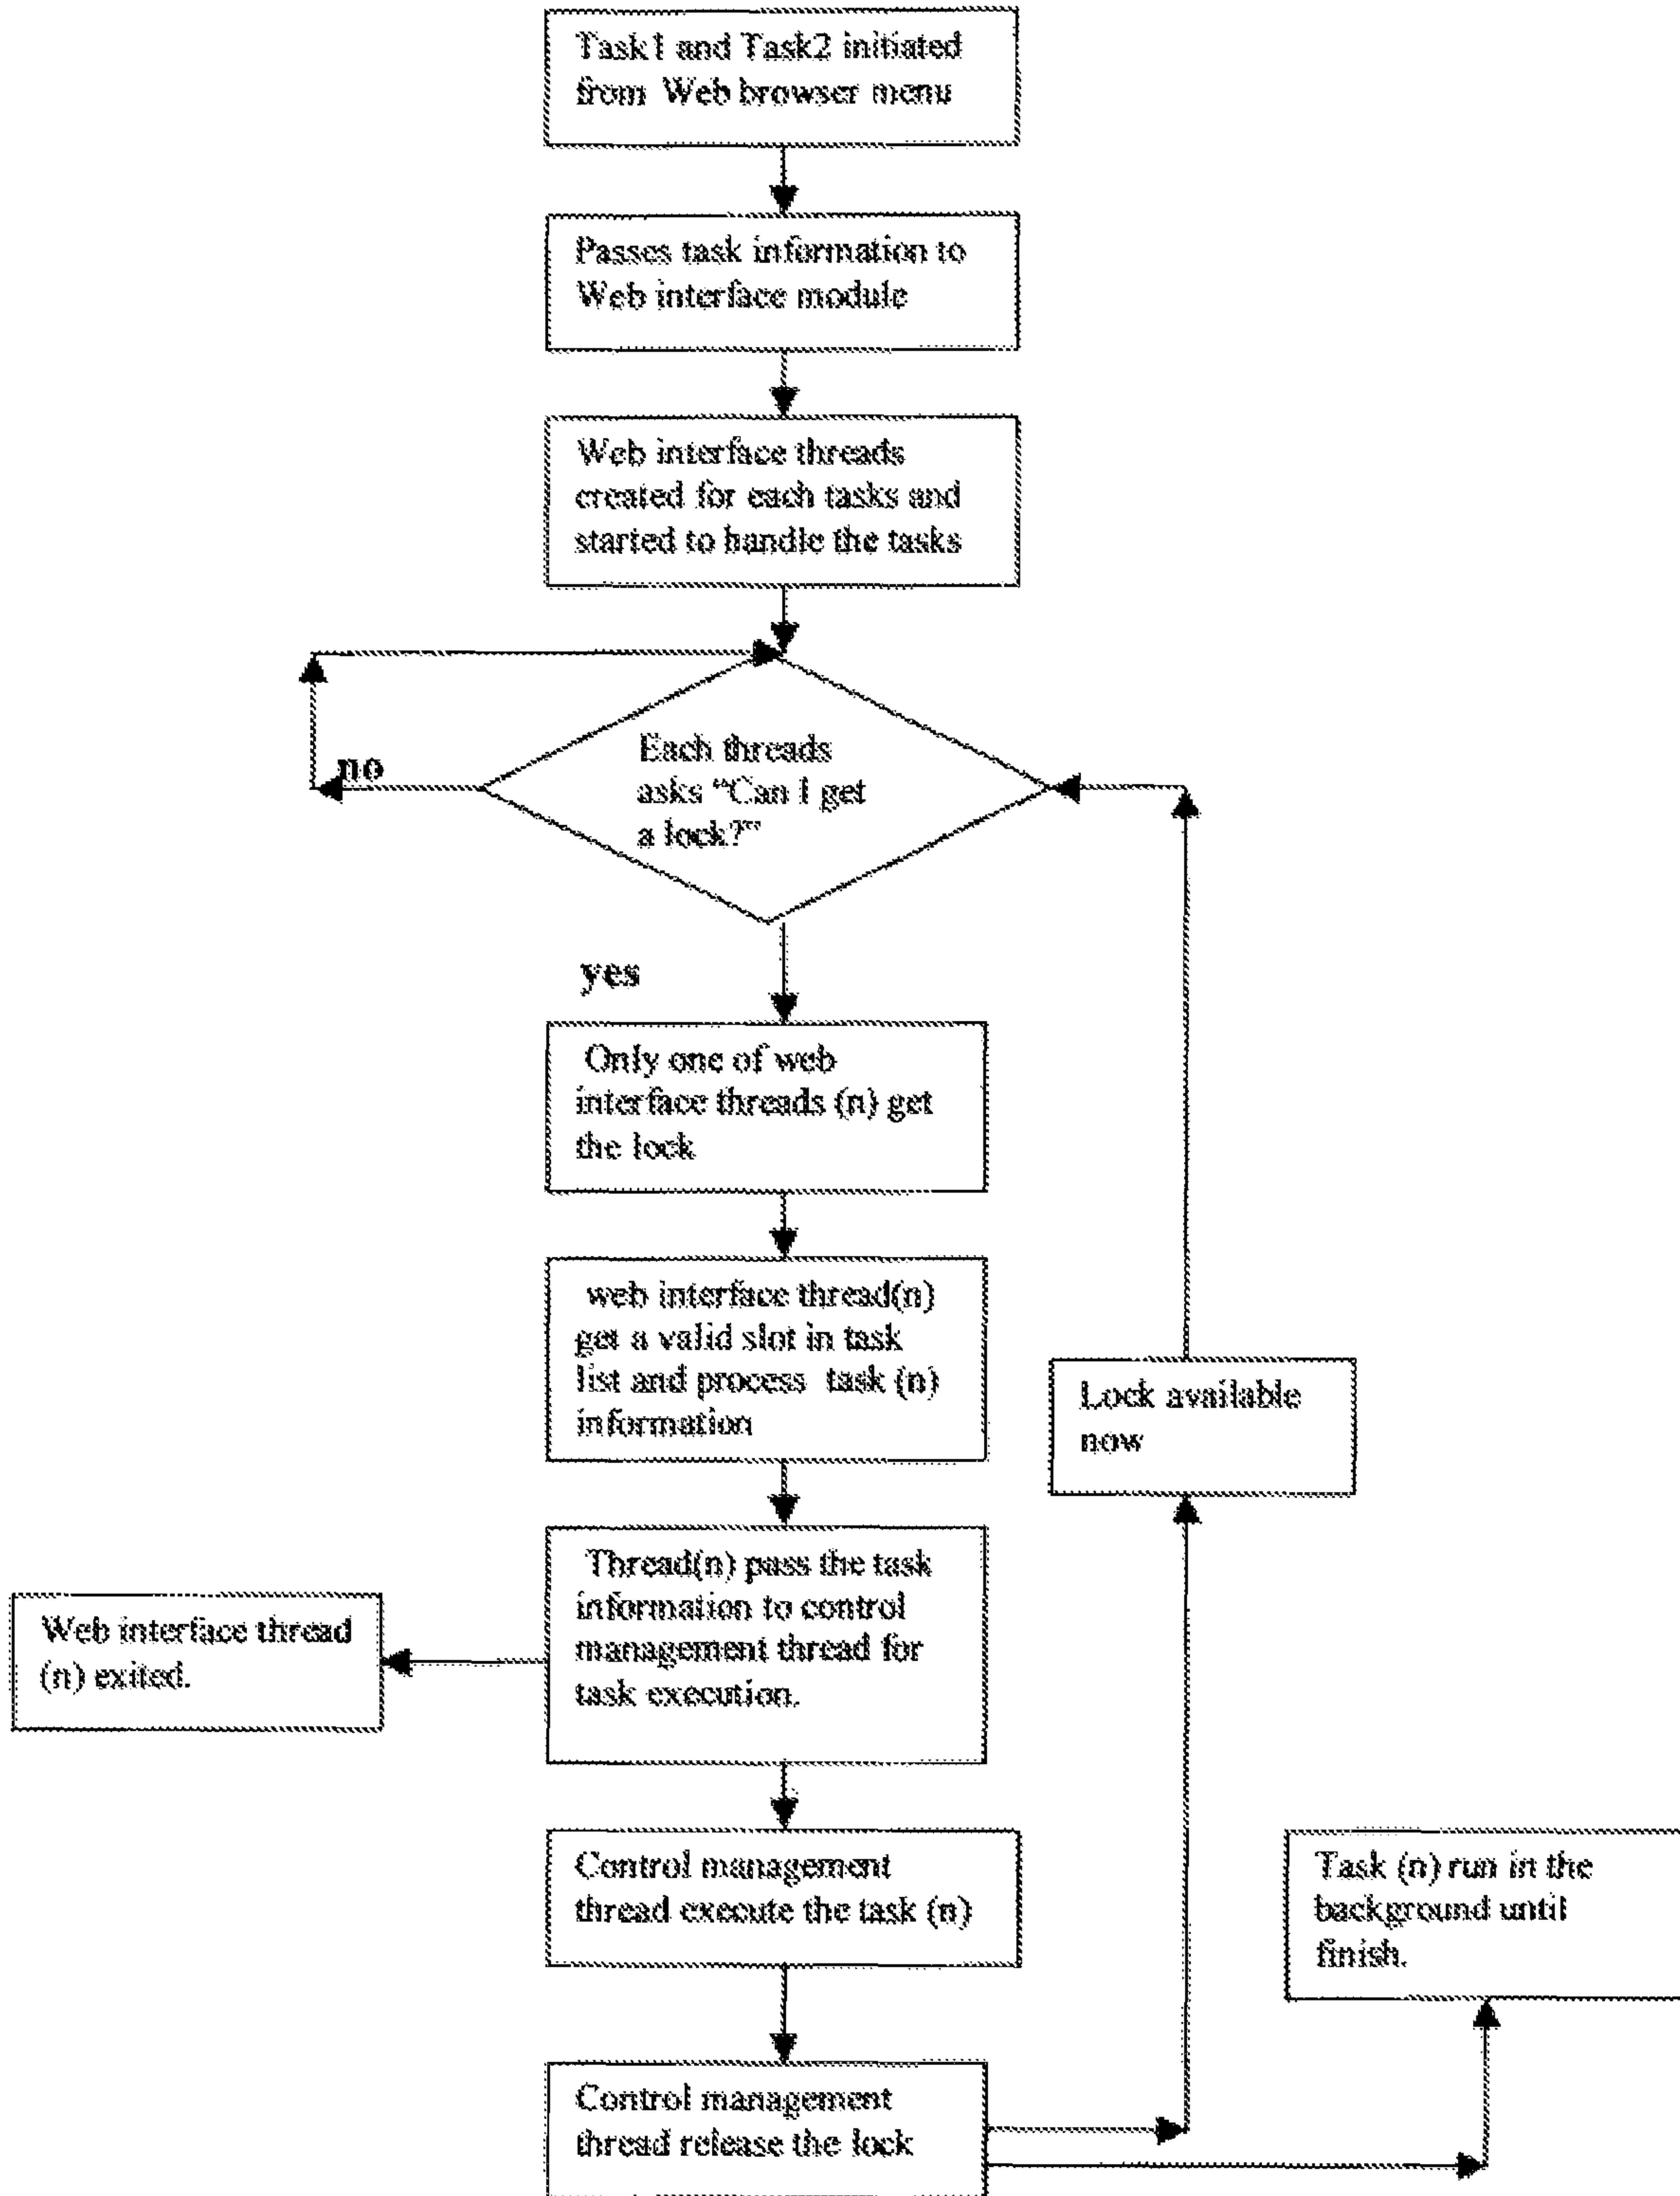 Task1 and Task2 initiated
from Web browser menu
Passes task information to
Web interface module
Web interface threads
created for each tasks and
started to handle the tasks
Each threads
asks “Can I get
a lock?”
no
yes
Only one of web
interface threads (n) get
the lock
web interface thread(n)
get a valid slot in task
list and process task (n)
information
Lock available
now
Thread(n) pass the task
information to control
management thread for
task execution.
Web interface thread
(n) exited.
Control management
thread execute the task (n)
Task (n) run in the
background until
finish.
Control management
thread release the lock